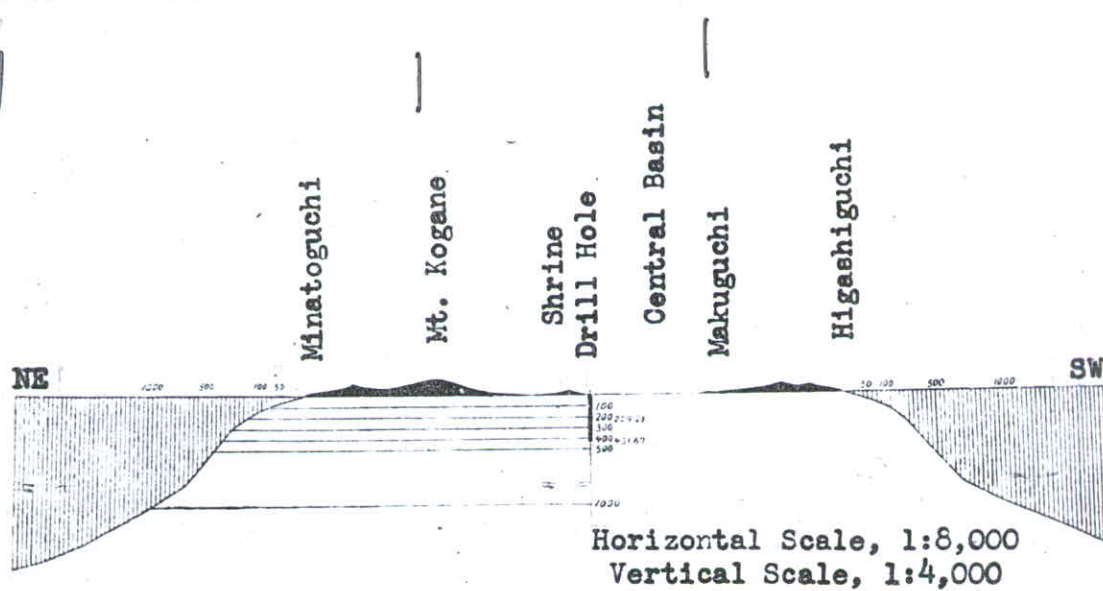 Minatoguchi
Mt. Kogane
Shrine
Drill Hole
Central Basin
Makuguchi
Higashiguchi
NE
1000 500 100 50
50 100 500 1000
SW
100
200
300
400
500
1000
Horizontal Scale, 1:8,000
Vertical Scale, 1:4,000